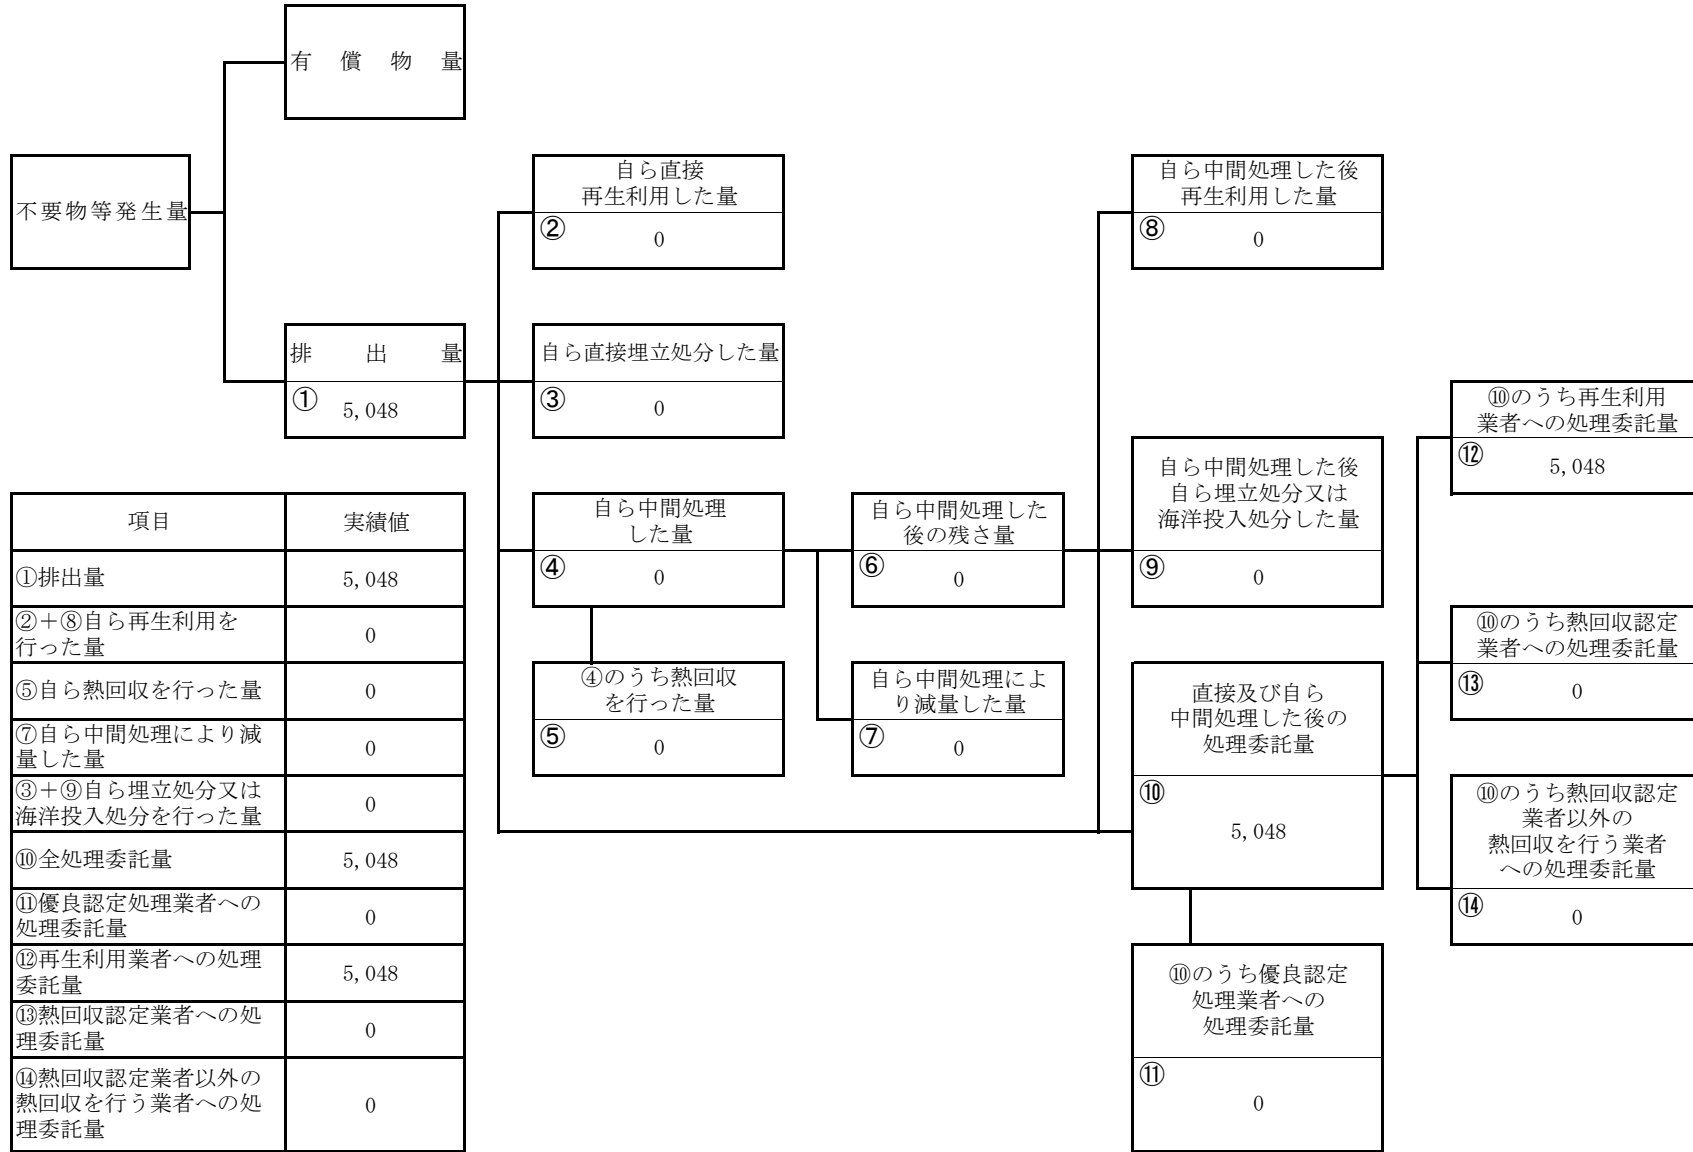 有償物量
不要物等発生量
自ら直接
再生利用した量
② 0
自ら中間処理した後
再生利用した量
⑧ 0
排出量
① 5,048
自ら直接埋立処分した量
③ 0
⑩のうち再生利用
業者への処理委託量
⑫ 5,048
自ら中間処理
した量
④ 0
自ら中間処理した
後の残さ量
⑥ 0
自ら中間処理した後
自ら埋立処分又は
海洋投入処分した量
⑨ 0
⑩のうち熱回収認定
業者への処理委託量
⑬ 0
④のうち熱回収
を行った量
⑤ 0
自ら中間処理によ
り減量した量
⑦ 0
直接及び自ら
中間処理した後の
処理委託量
⑩
5,048
⑩のうち熱回収認定
業者以外の
熱回収を行う業者
への処理委託量
⑭ 0
⑩のうち優良認定
処理業者への
処理委託量
⑪
0
項目 実績値
①排出量 5,048
②＋⑧自ら再生利用を
行った量 0
⑤自ら熱回収を行った量 0
⑦自ら中間処理により減
量した量 0
③＋⑨自ら埋立処分又は
海洋投入処分を行った量 0
⑩全処理委託量 5,048
⑪優良認定処理業者への
処理委託量 0
⑫再生利用業者への処理
委託量 5,048
⑬熱回収認定業者への処
理委託量 0
⑭熱回収認定業者以外の
熱回収を行う業者への処
理委託量 0